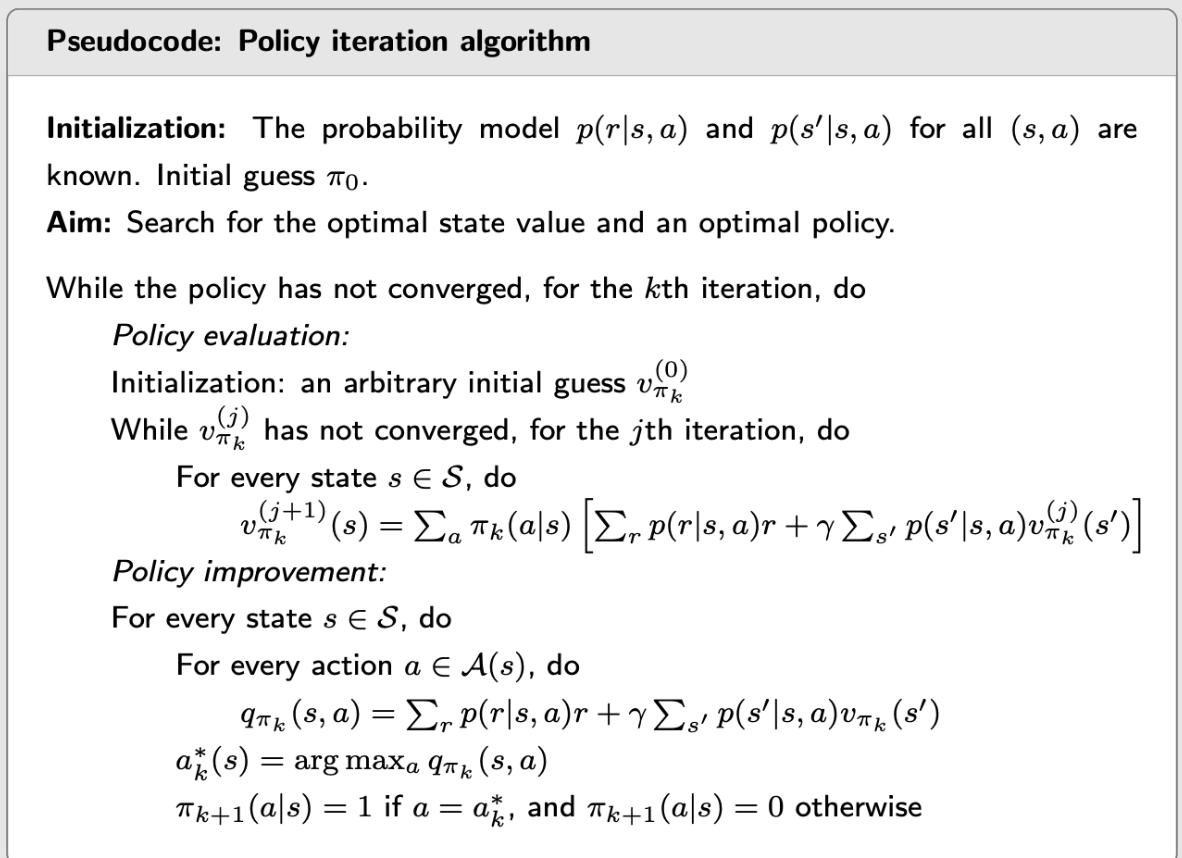 Pseudocode: Policy iteration algorithm
Initialization: The probability model $p(r|s, a)$ and $p(s'|s, a)$ for all $(s, a)$ are
known. Initial guess $\pi_0$.
Aim: Search for the optimal state value and an optimal policy.
While the policy has not converged, for the $k$th iteration, do
Policy evaluation:
Initialization: an arbitrary initial guess $v_{\pi_k}^{(0)}$
While $v_{\pi_k}^{(j)}$ has not converged, for the $j$th iteration, do
For every state $s \in \mathcal{S}$, do
$v_{\pi_k}^{(j+1)}(s) = \sum_a \pi_k(a|s) \left[ \sum_r p(r|s, a)r + \gamma \sum_{s'} p(s'|s, a) v_{\pi_k}^{(j)}(s') \right]$
Policy improvement:
For every state $s \in \mathcal{S}$, do
For every action $a \in \mathcal{A}(s)$, do
$q_{\pi_k}(s, a) = \sum_r p(r|s, a)r + \gamma \sum_{s'} p(s'|s, a) v_{\pi_k}(s')$
$a_k^*(s) = \arg\max_a q_{\pi_k}(s, a)$
$\pi_{k+1}(a|s) = 1$ if $a = a_k^*$, and $\pi_{k+1}(a|s) = 0$ otherwise